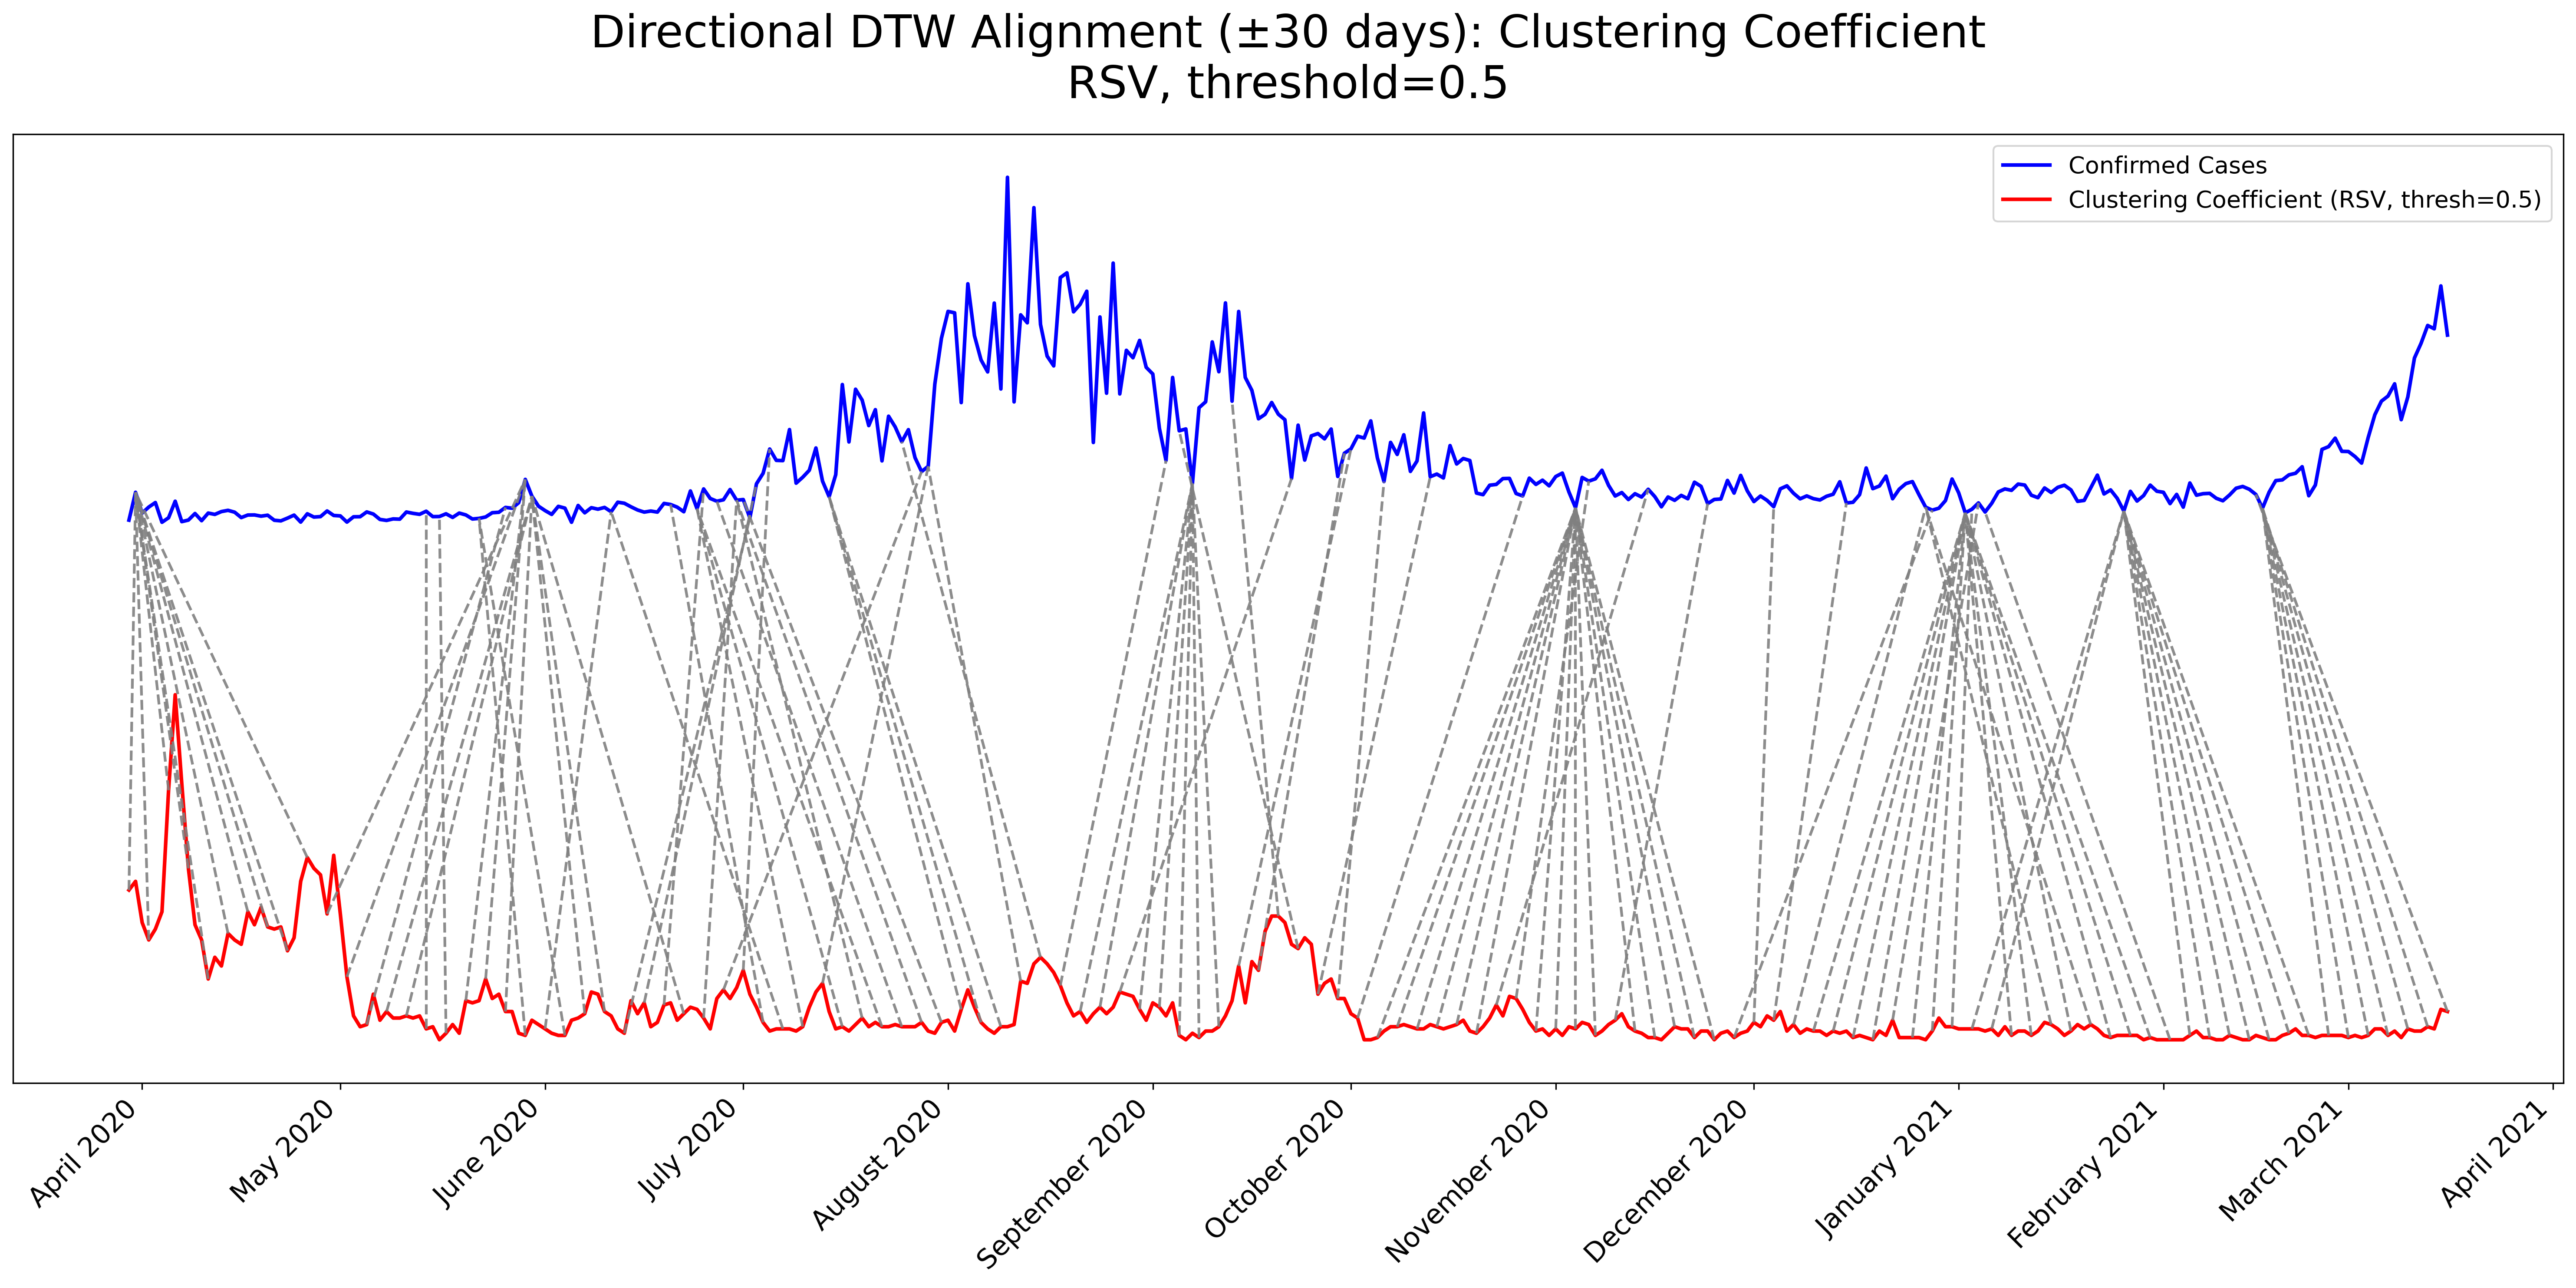 Directional DTW Alignment (±30 days): Clustering Coefficient
RSV, threshold=0.5
Confirmed Cases
Clustering Coefficient (RSV, thresh=0.5)
April 2020
May 2020
June 2020
July 2020
August 2020
September 2020
October 2020
November 2020
December 2020
January 2021
February 2021
March 2021
April 2021